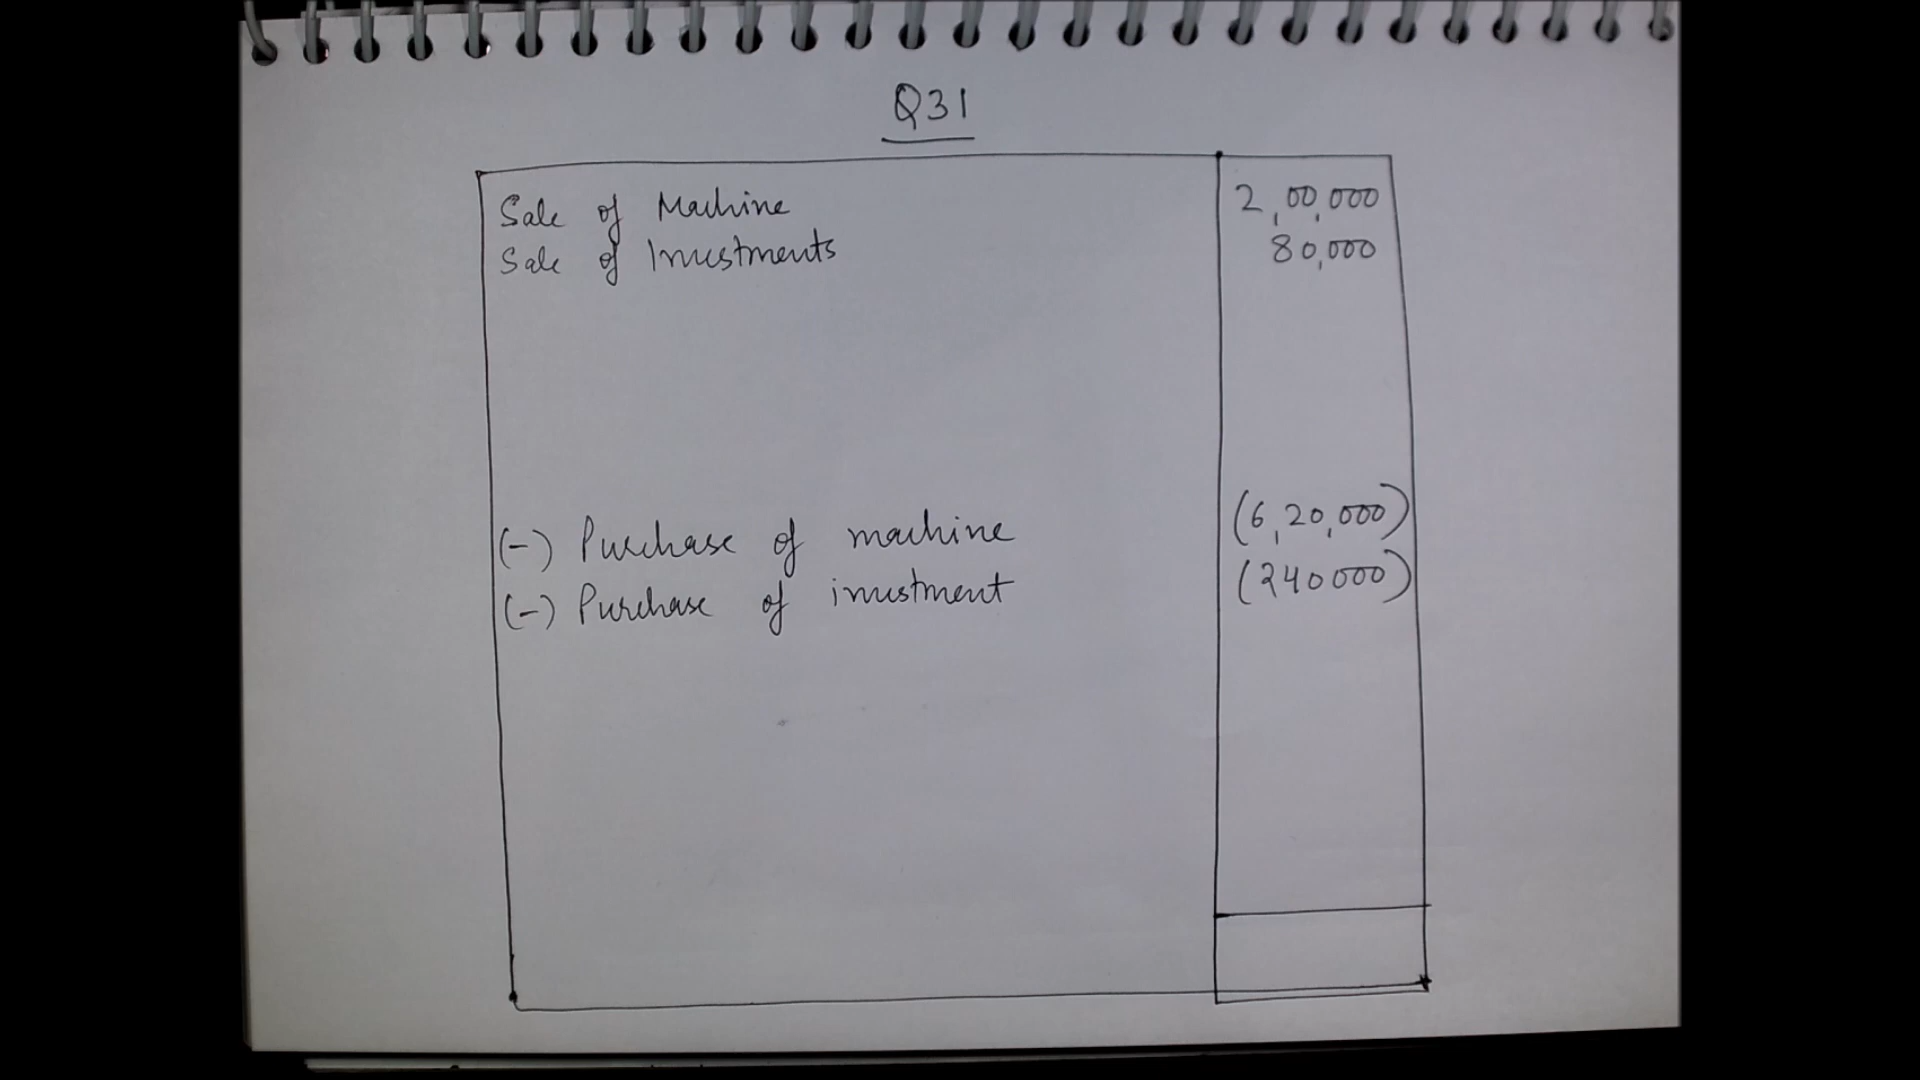 Q31
Sale of Machine 2,00,000
Sale of Investments 80,000
(-) Purchase of machine (6,20,000)
(-) Purchase of investment (240000)